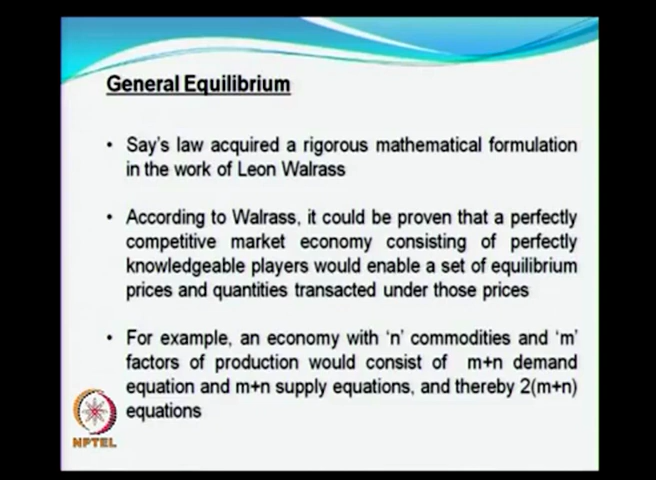 General Equilibrium
• Say's law acquired a rigorous mathematical formulation
in the work of Leon Walrass
• According to Walrass, it could be proven that a perfectly
competitive market economy consisting of perfectly
knowledgeable players would enable a set of equilibrium
prices and quantities transacted under those prices
• For example, an economy with 'n' commodities and 'm'
factors of production would consist of m+n demand
equation and m+n supply equations, and thereby 2(m+n)
equations
NPTEL